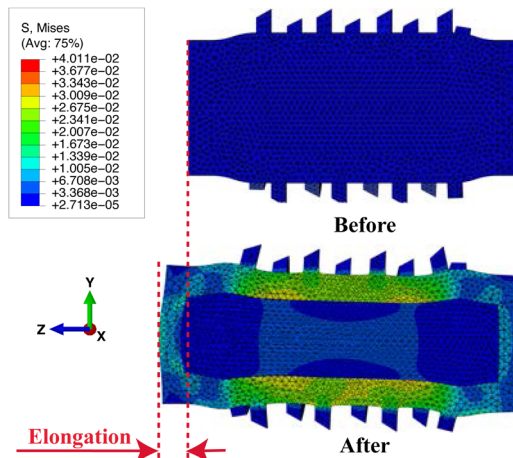 S, Mises
(Avg: 75%)
+4.011e-02
+3.677e-02
+3.343e-02
+3.009e-02
+2.675e-02
+2.341e-02
+2.007e-02
+1.673e-02
+1.339e-02
+1.005e-02
+6.708e-03
+3.368e-03
+2.713e-05
Before
Y
Z
X
Elongation
After